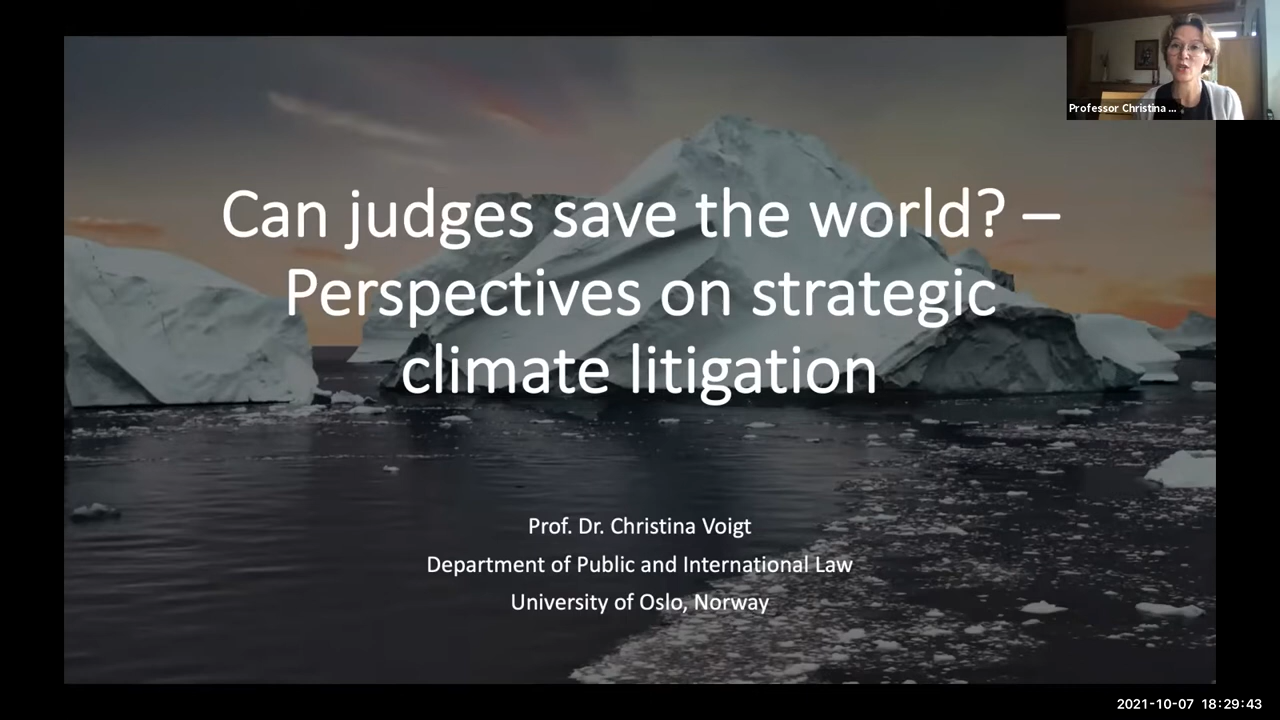 Professor Christina ...
Can judges save the world? –
Perspectives on strategic
climate litigation
Prof. Dr. Christina Voigt
Department of Public and International Law
University of Oslo, Norway
2021-10-07 18:29:43